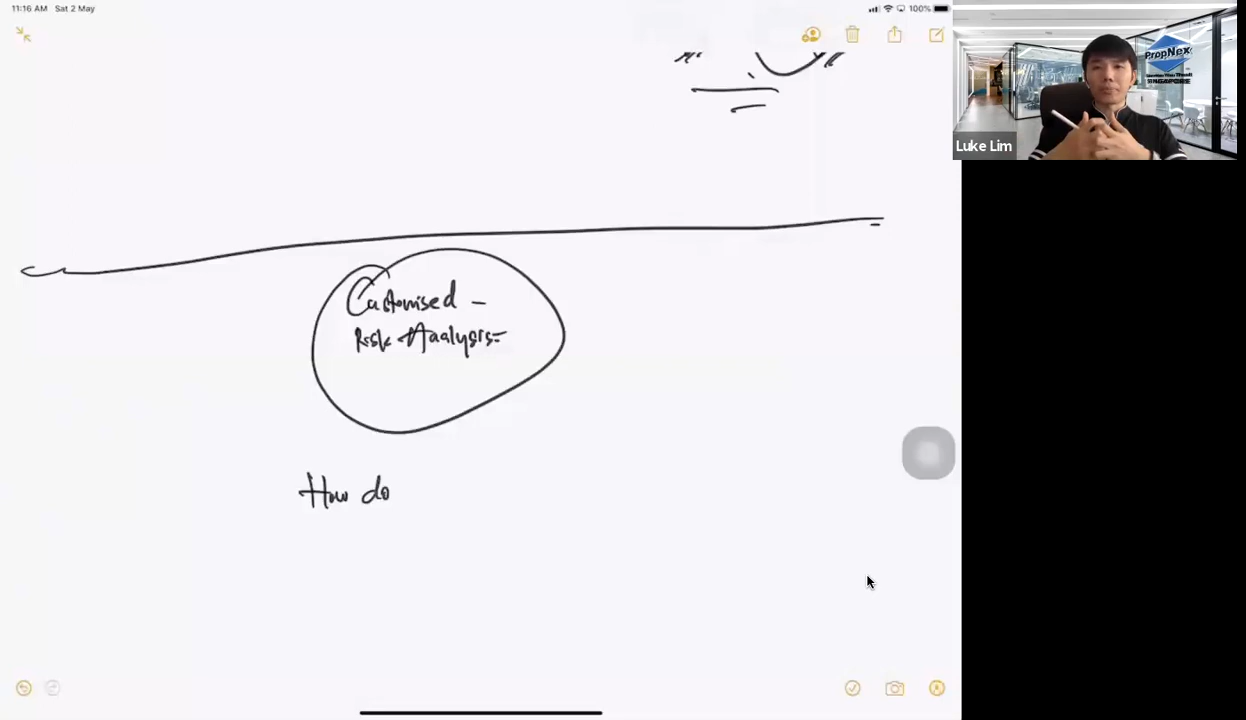 11:16 AM Sat 2 May
100%
PropNex
SINGAPORE
Luke Lim
Customised -
Risk Analysis
How do